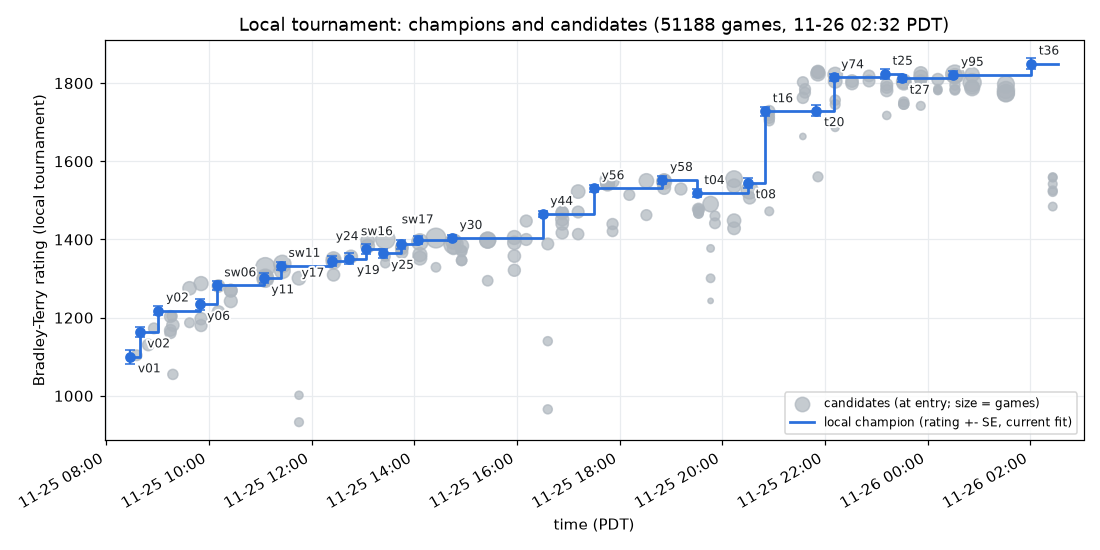 Local tournament: champions and candidates (51188 games, 11-26 02:32 PDT)
Bradley-Terry rating (local tournament)
1800
1600
1400
1200
1000
v01
v02
y02
y06
sw06
y11
sw11
y17
y24
y19
sw16
y25
sw17
y30
y44
y56
y58
t04
t08
t16
t20
y74
t25
t27
y95
t36
candidates (at entry; size = games)
local champion (rating +- SE, current fit)
11-25 08:00
11-25 10:00
11-25 12:00
11-25 14:00
11-25 16:00
11-25 18:00
11-25 20:00
11-25 22:00
11-26 00:00
11-26 02:00
time (PDT)